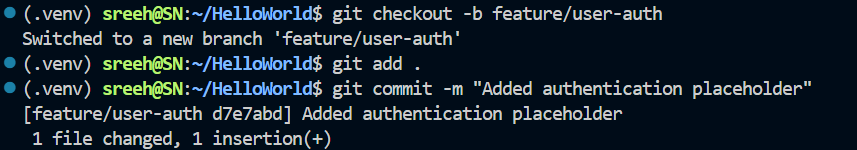 (.venv) sreeh@SN:~/HelloWorld$ git checkout -b feature/user-auth
Switched to a new branch 'feature/user-auth'
(.venv) sreeh@SN:~/HelloWorld$ git add .
(.venv) sreeh@SN:~/HelloWorld$ git commit -m "Added authentication placeholder"
[feature/user-auth d7e7abd] Added authentication placeholder
 1 file changed, 1 insertion(+)